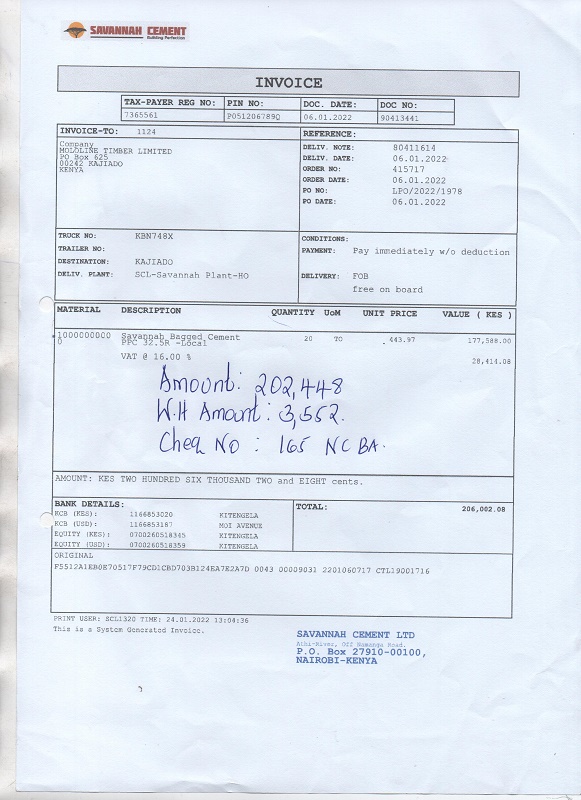 SAVANNAH CEMENT
Building Perfection
INVOICE
TAX-PAYER REG NO: PIN NO: DOC. DATE: DOC NO:
7365561 P051206789Q 06.01.2022 90413441
INVOICE-TO: 1124
Company
MOLOLINE TIMBER LIMITED
PO Box 625
00242 KAJIADO
KENYA
REFERENCE:
DELIV. NOTE: 80411614
DELIV. DATE: 06.01.2022
ORDER NO: 415717
ORDER DATE: 06.01.2022
PO NO: LPO/2022/1978
PO DATE: 06.01.2022
TRUCK NO: KBN748X
TRAILER NO:
DESTINATION: KAJIADO
DELIV. PLANT: SCL-Savannah Plant-HO
CONDITIONS:
PAYMENT: Pay immediately w/o deduction
DELIVERY: FOB
free on board
MATERIAL DESCRIPTION QUANTITY UoM UNIT PRICE VALUE ( KES )
1000000000 Savannah Bagged Cement 20 TO 443.97 177,588.00
0 PPC 32.5R -Local
VAT @ 16.00 % 28,414.08
Amount: 202,448
W.H Amount: 3,552.
Cheq No : 165 NCBA.
AMOUNT: KES TWO HUNDRED SIX THOUSAND TWO and EIGHT cents.
BANK DETAILS:
KCB (KES): 1166853020 KITENGELA
KCB (USD): 1166853187 MOI AVENUE
EQUITY (KES): 0700260518345 KITENGELA
EQUITY (USD): 0700260518359 KITENGELA
TOTAL: 206,002.08
ORIGINAL
F5512A1EB0E70517F79CD1CBD703B124EA7E2A7D 0043 00009031 2201060717 CTL19001716
PRINT USER: SCL1320 TIME: 24.01.2022 13:04:36
This is a System Generated Invoice.
SAVANNAH CEMENT LTD
Athi-River, Off Namanga Road.
P.O. Box 27910-00100,
NAIROBI-KENYA